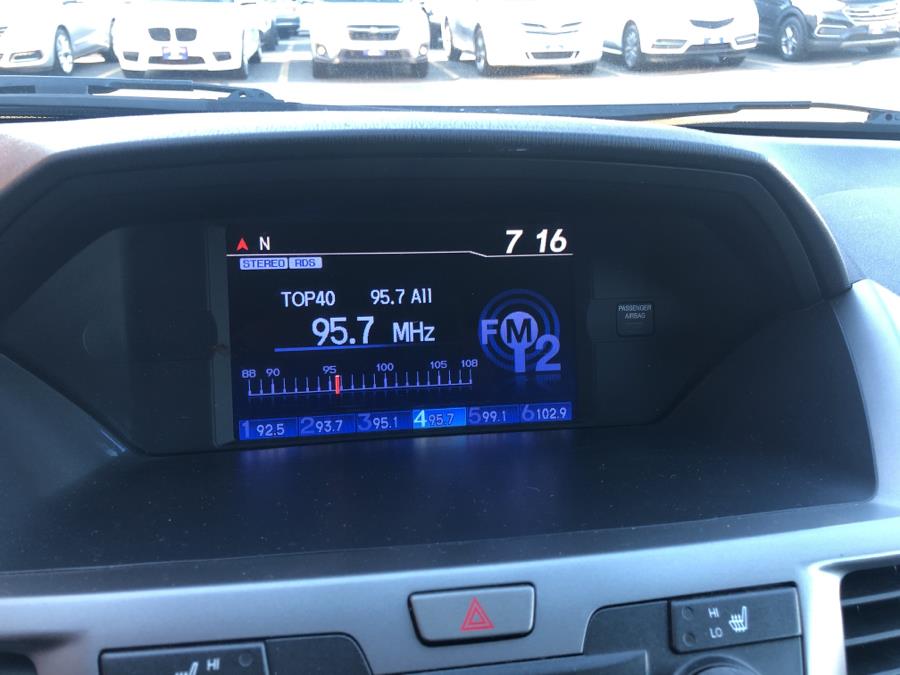 N 7 16
STEREO RDS
TOP40 95.7 All
95.7 MHz
FM 12
88 90 95 100 105 108
1 92.5 2 93.7 3 95.1 4 95.7 5 99.1 6 102.9
PASSENGER
AIRBAG
HI
LO
HI